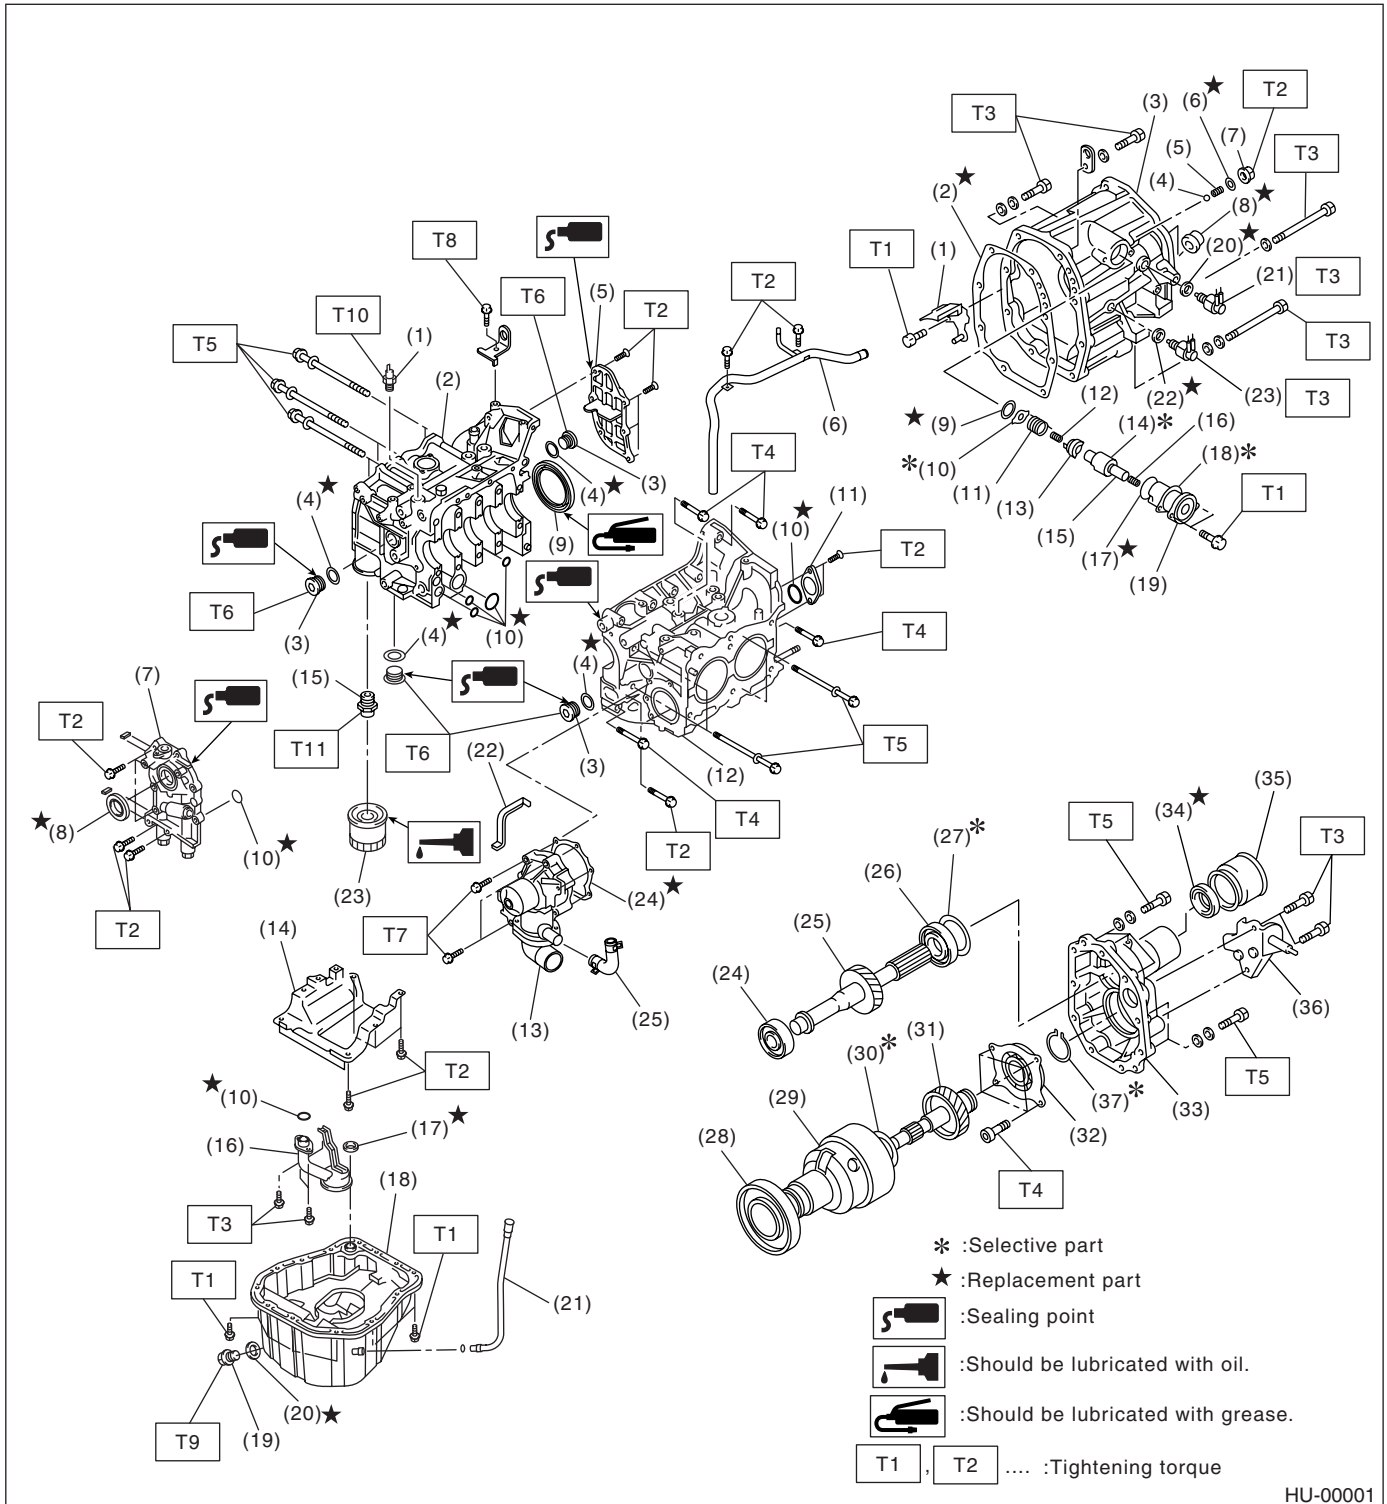 T3
(6)★
T2
(3)
(7)
T3
(5)
(4)
(2)★
(8)★
(20)★
T1
(1)
(21)
T3
T3
(22)★
(23)
T3
(12)
(14)*
(16)
★(9)
*(10)
(11)
(13)
(18)*
(15)
(17)★
(19)
T1
T8
T6
(5)
T2
T2
T10
(1)
T5
(2)
(6)
(4)★
(3)
(4)★
(9)
T4
(10)★
(11)
T2
T6
(3)
(4)★
(10)★
(4)★
T4
(15)
T11
T6
(3)
(22)
(12)
T5
T4
T2
(7)
T2
★(8)
(10)★
T2
(23)
(24)★
T7
(13)
(25)
(14)
T2
★(10)
(16)
(17)★
T3
(18)
T1
T1
(21)
(20)★
T9
(19)
(35)
(34)★
T5
T3
(27)*
(26)
(25)
(24)
(36)
(31)
(30)*
(29)
(28)
(37)*
(33)
T5
(32)
T4
* :Selective part
★ :Replacement part
:Sealing point
:Should be lubricated with oil.
:Should be lubricated with grease.
T1 , T2 .... :Tightening torque
HU-00001